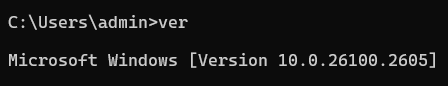 C:\Users\admin>ver
Microsoft Windows [Version 10.0.26100.2605]